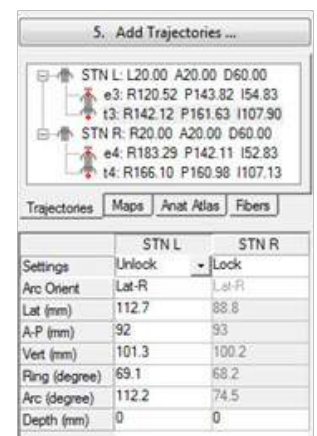 5. Add Trajectories ...
STN L: L20.00 A20.00 D60.00
e3: R120.52 P143.82 I54.83
t3: R142.12 P161.63 I107.90
STN R: R20.00 A20.00 D60.00
e4: R183.29 P142.11 I52.83
t4: R166.10 P160.98 I107.13
Trajectories Maps Anat Atlas Fibers
STN L STN R
Settings Unlock Lock
Arc Orient Lat-R Lat-R
Lat (mm) 112.7 88.8
A-P (mm) 92 93
Vert (mm) 101.3 100.2
Ring (degree) 69.1 68.2
Arc (degree) 112.2 74.5
Depth (mm) 0 0